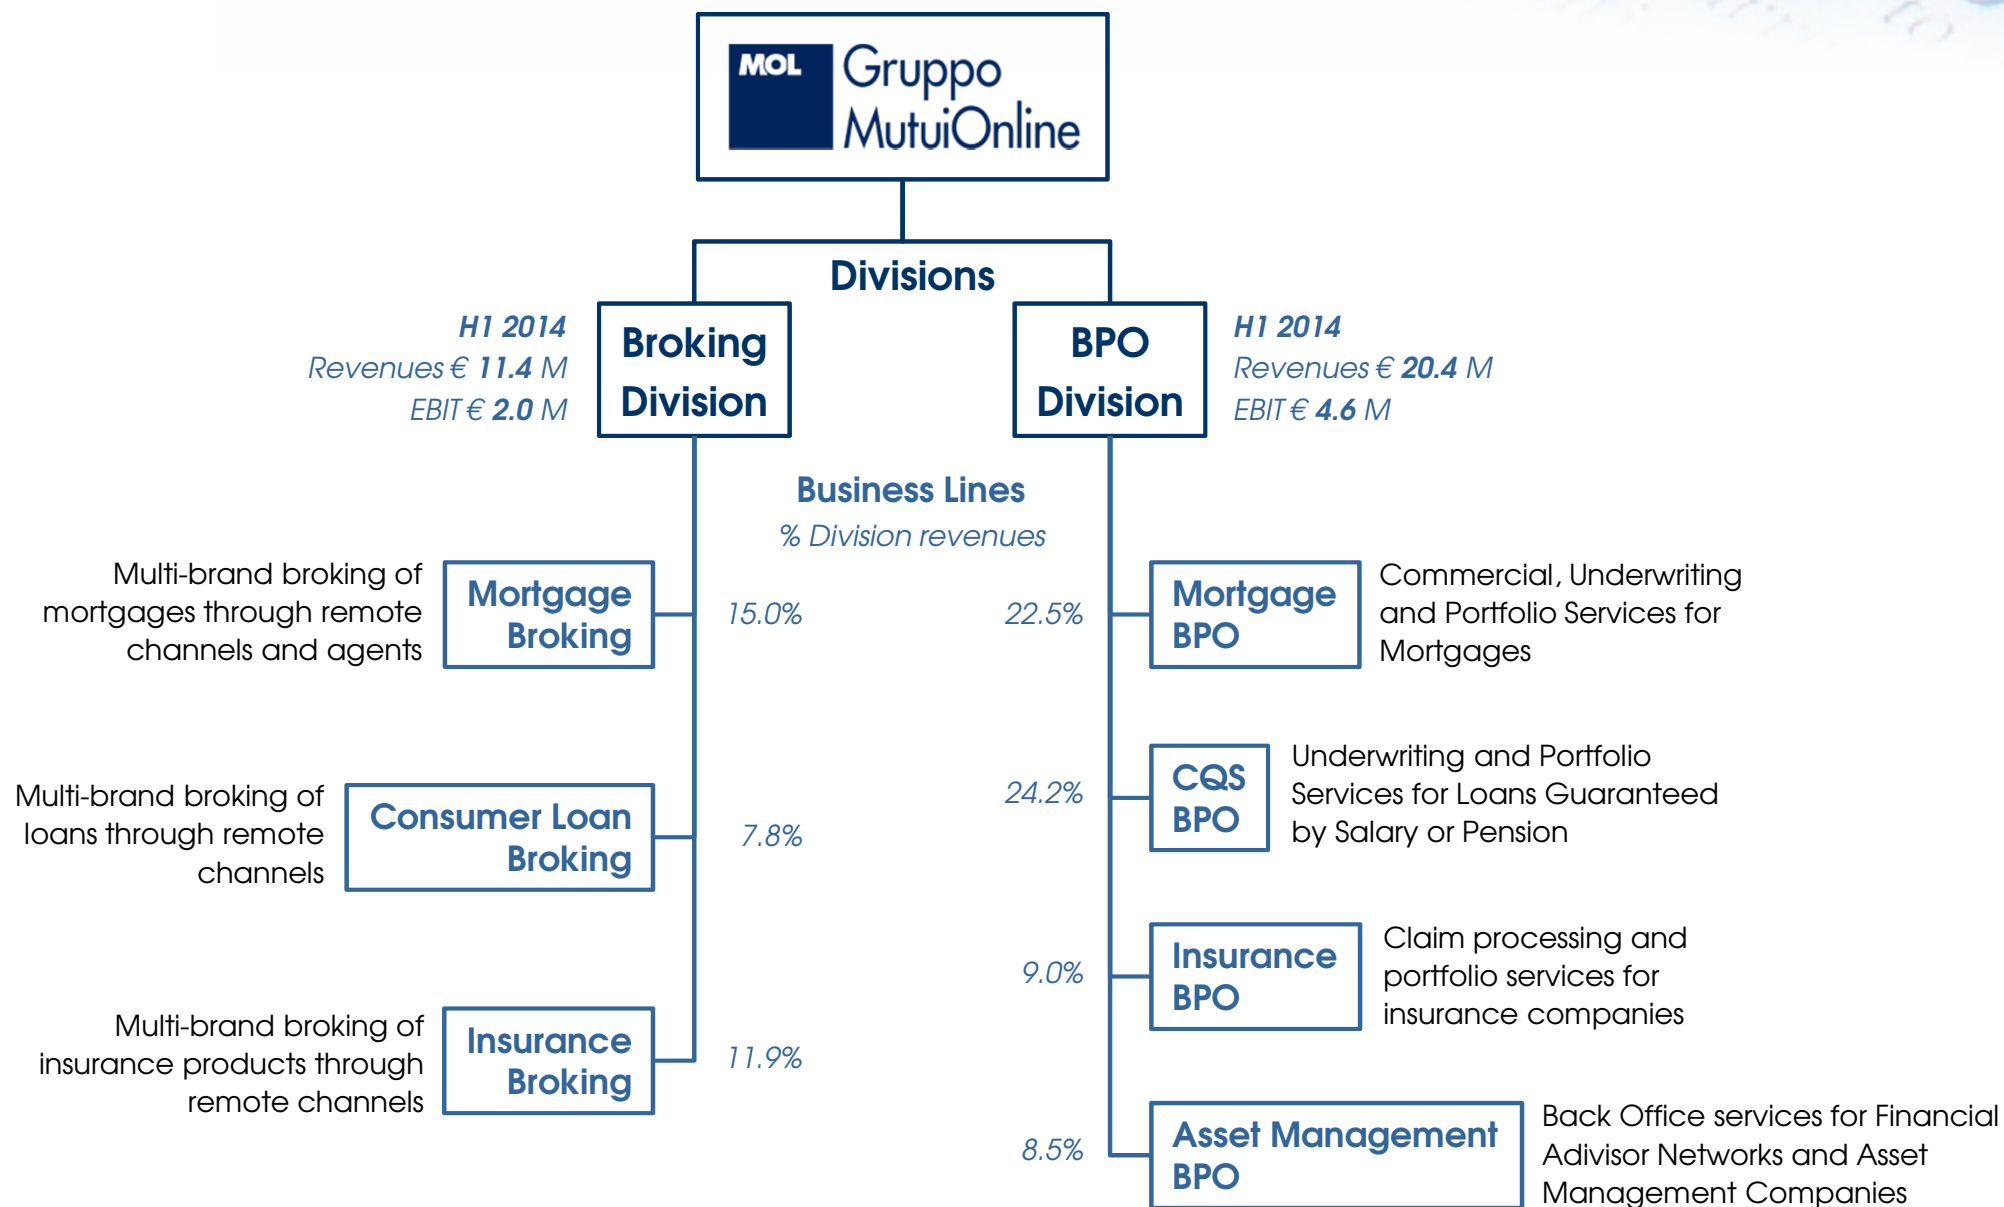 MOL
Gruppo
MutuiOnline
Divisions
H1 2014
Revenues € 11.4 M
EBIT € 2.0 M
Broking
Division
BPO
Division
H1 2014
Revenues € 20.4 M
EBIT € 4.6 M
Business Lines
% Division revenues
Multi-brand broking of
mortgages through remote
channels and agents
Mortgage
Broking
15.0%
22.5%
Mortgage
BPO
Commercial, Underwriting
and Portfolio Services for
Mortgages
Multi-brand broking of
loans through remote
channels
Consumer Loan
Broking
7.8%
24.2%
CQS
BPO
Underwriting and Portfolio
Services for Loans Guaranteed
by Salary or Pension
9.0%
Insurance
BPO
Claim processing and
portfolio services for
insurance companies
Multi-brand broking of
insurance products through
remote channels
Insurance
Broking
11.9%
8.5%
Asset Management
BPO
Back Office services for Financial
Adivisor Networks and Asset
Management Companies